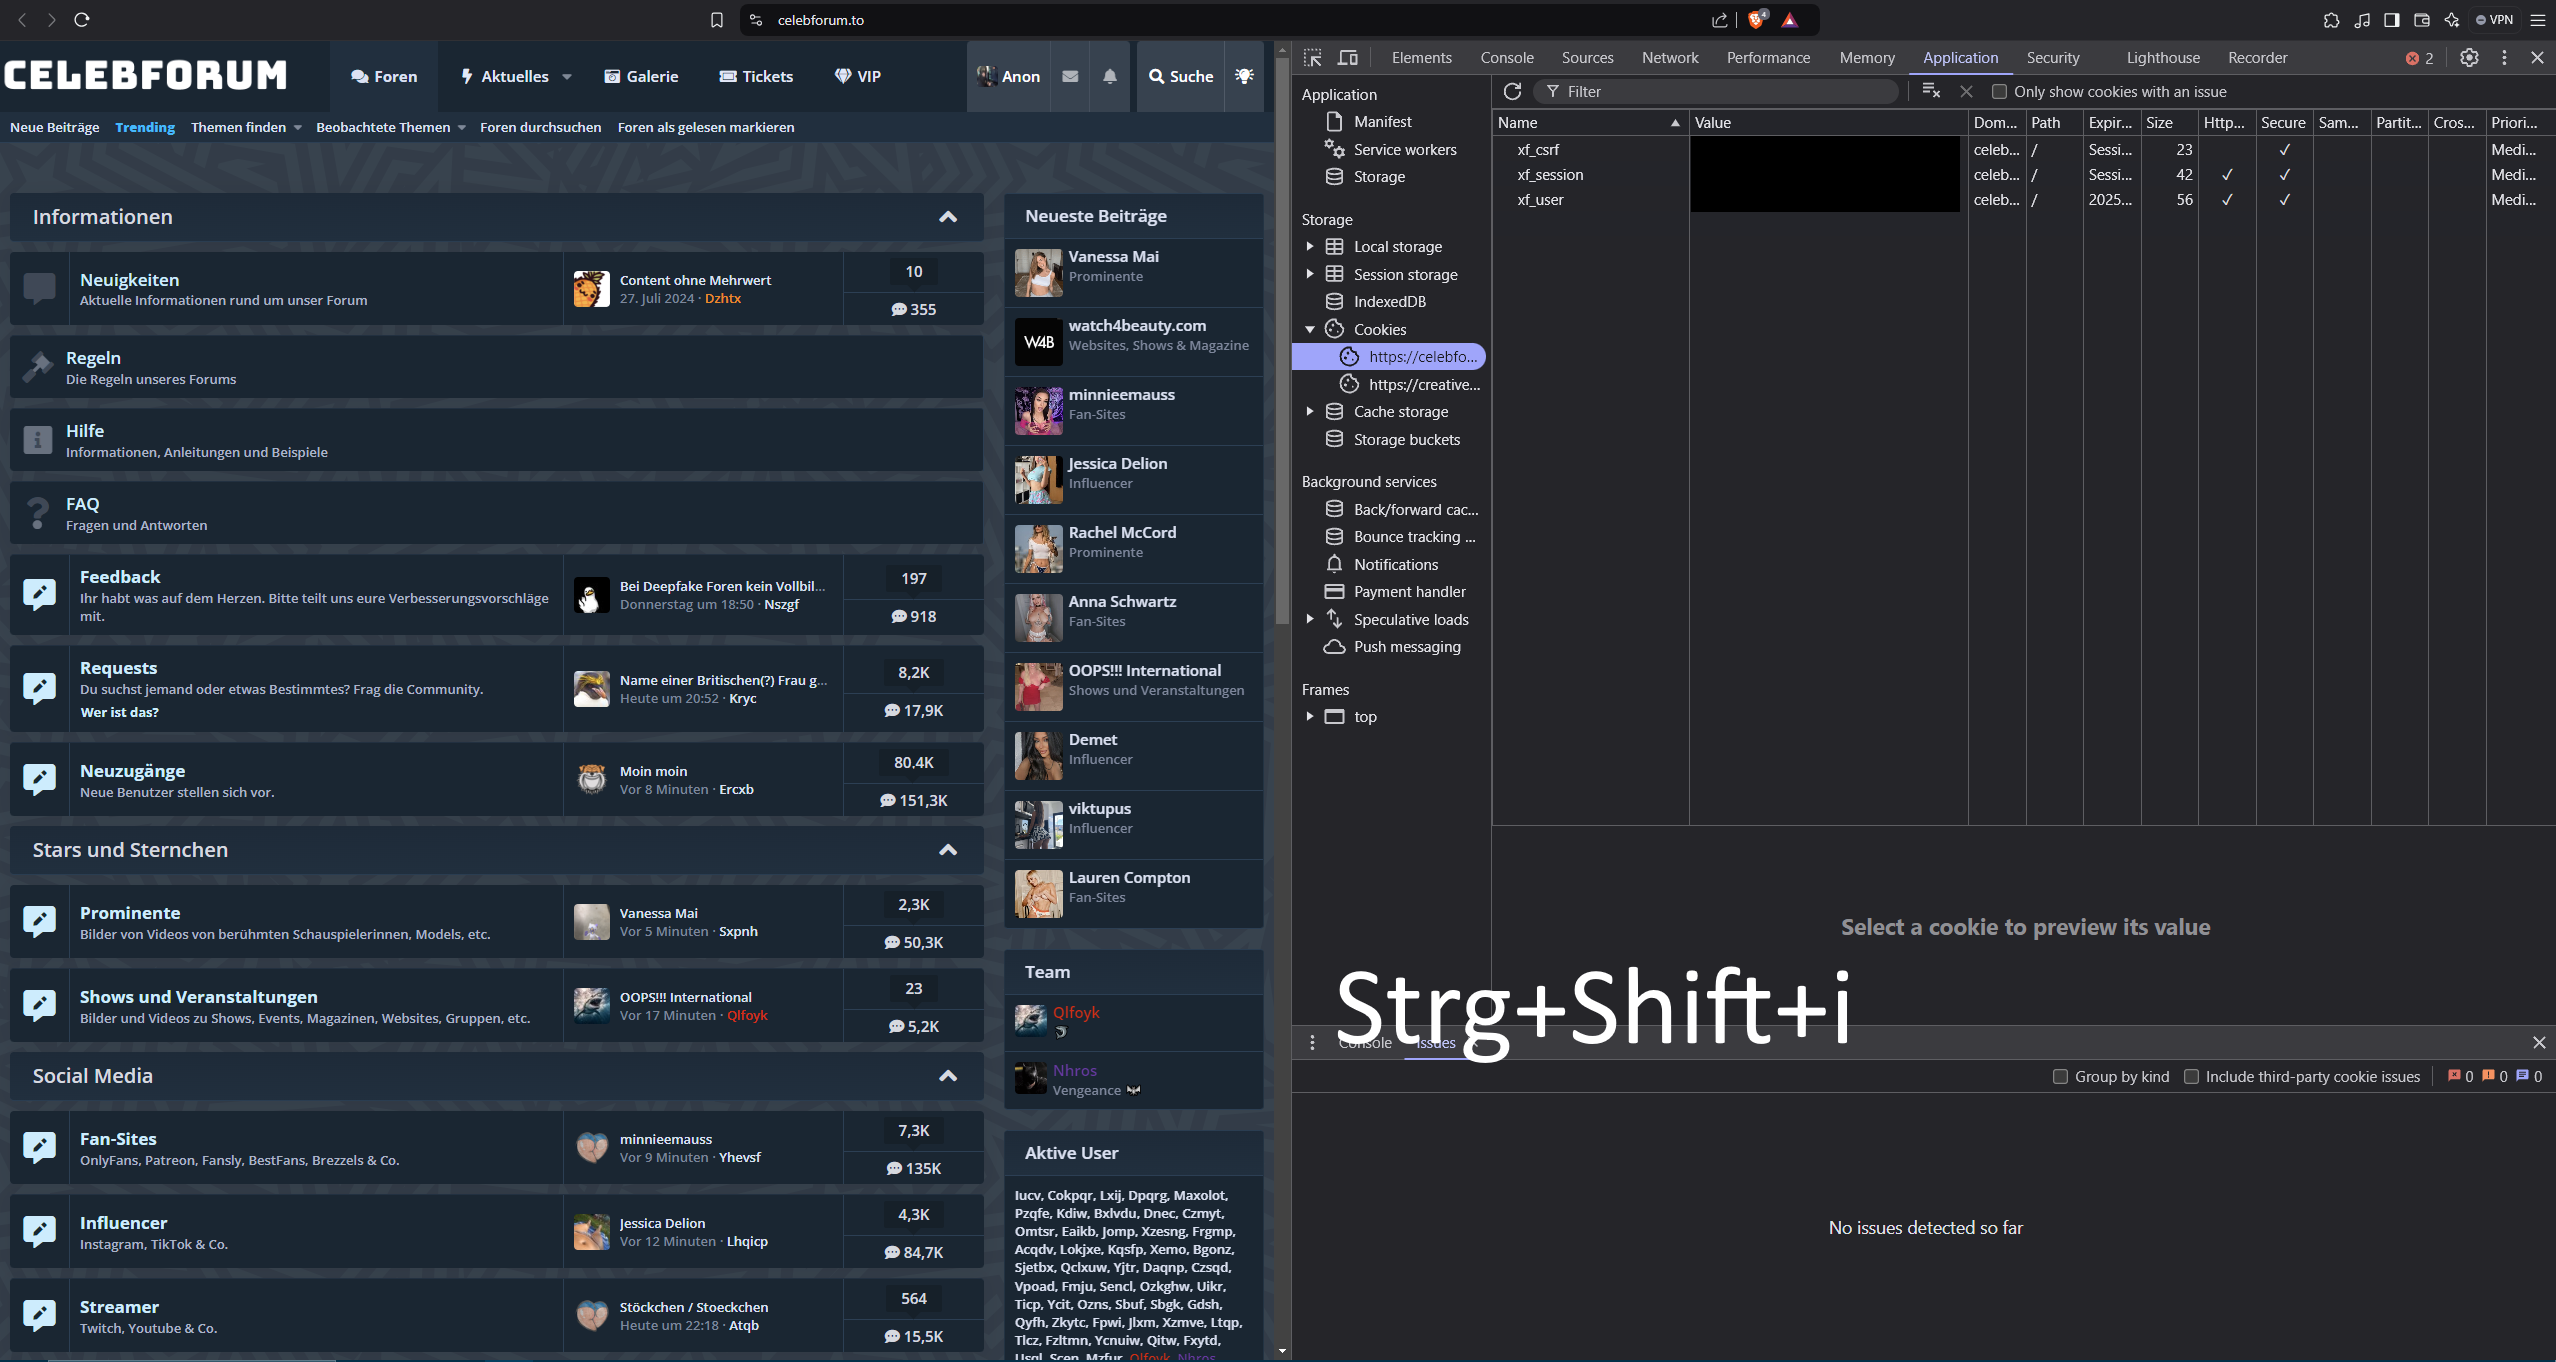 celebforum.to
VPN
CELEBFORUM
Foren
Aktuelles
Galerie
Tickets
VIP
Anon
Suche
Neue Beiträge
Trending
Themen finden
Beobachtete Themen
Foren durchsuchen
Foren als gelesen markieren
Informationen
Neuigkeiten
Aktuelle Informationen rund um unser Forum
Content ohne Mehrwert
27. Juli 2024 · Dzhtx
10
355
Regeln
Die Regeln unseres Forums
Hilfe
Informationen, Anleitungen und Beispiele
FAQ
Fragen und Antworten
Feedback
Ihr habt was auf dem Herzen. Bitte teilt uns eure Verbesserungsvorschläge
mit.
Bei Deepfake Foren kein Vollbil...
Donnerstag um 18:50 · Nszgf
197
918
Requests
Du suchst jemand oder etwas Bestimmtes? Frag die Community.
Wer ist das?
Name einer Britischen(?) Frau g...
Heute um 20:52 · Kryc
8,2K
17,9K
Neuzugänge
Neue Benutzer stellen sich vor.
Moin moin
Vor 8 Minuten · Ercxb
80,4K
151,3K
Stars und Sternchen
Prominente
Bilder von Videos von berühmten Schauspielerinnen, Models, etc.
Vanessa Mai
Vor 5 Minuten · Sxpnh
2,3K
50,3K
Shows und Veranstaltungen
Bilder und Videos zu Shows, Events, Magazinen, Websites, Gruppen, etc.
OOPS!!! International
Vor 17 Minuten · Qlfoyk
23
5,2K
Social Media
Fan-Sites
OnlyFans, Patreon, Fansly, BestFans, Brezzels & Co.
minnieemauss
Vor 9 Minuten · Yhevsf
7,3K
135K
Influencer
Instagram, TikTok & Co.
Jessica Delion
Vor 12 Minuten · Lhqicp
4,3K
84,7K
Streamer
Twitch, Youtube & Co.
Stöckchen / Stoeckchen
Heute um 22:18 · Atqb
564
15,5K
Neueste Beiträge
Vanessa Mai
Prominente
W4B
watch4beauty.com
Websites, Shows & Magazine
minnieemauss
Fan-Sites
Jessica Delion
Influencer
Rachel McCord
Prominente
Anna Schwartz
Fan-Sites
OOPS!!! International
Shows und Veranstaltungen
Demet
Influencer
viktupus
Influencer
Lauren Compton
Fan-Sites
Team
Qlfoyk
Nhros
Vengeance
Aktive User
Iucv, Cokpqr, Lxij, Dpqrg, Maxolot,
Pzqfe, Kdiw, Bxlvdu, Dnec, Czmyt,
Omtsr, Eaikb, Jomp, Xzesng, Frgmp,
Acqdv, Lokjxe, Kqsfp, Xemo, Bgonz,
Sjetbx, Qclxuw, Yjtr, Daqnp, Czsqd,
Vpoad, Fmju, Sencl, Ozkghw, Uikr,
Ticp, Ycit, Ozns, Sbuf, Sbgk, Gdsh,
Qyfh, Zkytc, Fpwi, Jlxm, Xzmve, Ltqp,
Tlcz, Fzltmn, Ycnuiw, Qitw, Fxytd,
Usql, Scen, Mzfur, Qlfoyk, Nhros
Elements
Console
Sources
Network
Performance
Memory
Application
Security
Lighthouse
Recorder
2
Application
Manifest
Service workers
Storage
Storage
Local storage
Session storage
IndexedDB
Cookies
https://celebfo...
https://creative...
Cache storage
Storage buckets
Background services
Back/forward cac...
Bounce tracking ...
Notifications
Payment handler
Speculative loads
Push messaging
Frames
top
Filter
Only show cookies with an issue
Name Value Dom... Path Expir... Size Http... Secure Sam... Partit... Cros... Priori...
xf_csrf celeb... / Sessi... 23 ✓ Medi...
xf_session celeb... / Sessi... 42 ✓ ✓ Medi...
xf_user celeb... / 2025... 56 ✓ ✓ Medi...
Select a cookie to preview its value
Strg+Shift+i
Console
Issues
Group by kind
Include third-party cookie issues
0
0
0
No issues detected so far